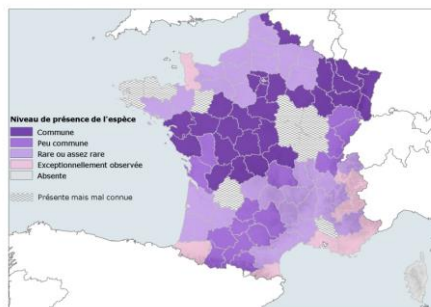 Niveau de présence de l'espèce
Commune
Peu commune
Rare ou assez rare
Exceptionnellement observée
Absente
Présente mais mal connue